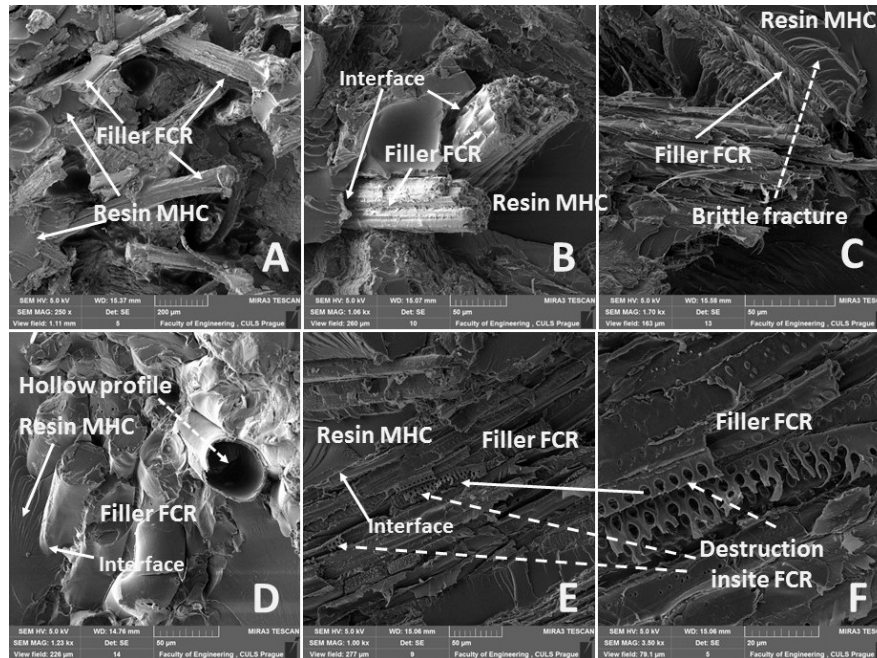 Filler FCR
Resin MHC
A
SEM HV: 5.0 kV WD: 15.37 mm MIRA3 TESCAN
SEM MAG: 250 x Det: SE 200 µm
View field: 1.11 mm 5 Faculty of Engineering , CULS Prague
Interface
Filler FCR
Resin MHC
B
SEM HV: 5.0 kV WD: 15.07 mm MIRA3 TESCAN
SEM MAG: 1.06 kx Det: SE 50 µm
View field: 260 µm 10 Faculty of Engineering , CULS Prague
Resin MHC
Filler FCR
Brittle fracture
C
SEM HV: 5.0 kV WD: 15.58 mm MIRA3 TESCAN
SEM MAG: 1.70 kx Det: SE 50 µm
View field: 163 µm 13 Faculty of Engineering , CULS Prague
Hollow profile
Resin MHC
Filler FCR
Interface
D
SEM HV: 5.0 kV WD: 14.76 mm MIRA3 TESCAN
SEM MAG: 1.23 kx Det: SE 50 µm
View field: 226 µm 14 Faculty of Engineering , CULS Prague
Resin MHC
Filler FCR
Interface
E
SEM HV: 5.0 kV WD: 15.06 mm MIRA3 TESCAN
SEM MAG: 1.00 kx Det: SE 50 µm
View field: 277 µm 9 Faculty of Engineering , CULS Prague
Filler FCR
Destruction
insite FCR
F
SEM HV: 5.0 kV WD: 15.06 mm MIRA3 TESCAN
SEM MAG: 3.50 kx Det: SE 20 µm
View field: 79.1 µm 5 Faculty of Engineering , CULS Prague